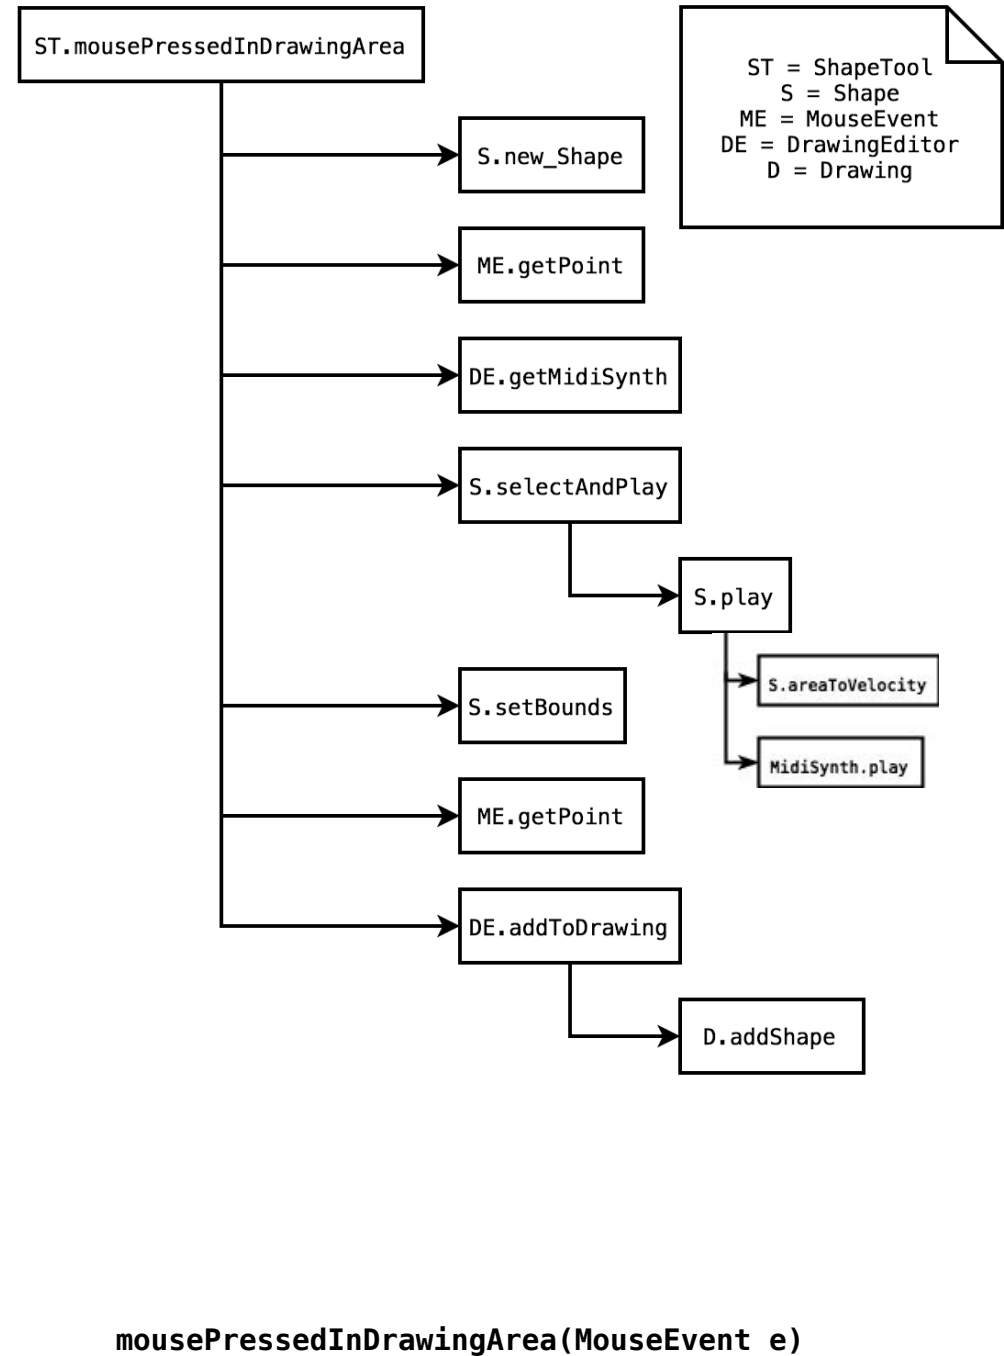 ST.mousePressedInDrawingArea
ST = ShapeTool
S = Shape
ME = MouseEvent
DE = DrawingEditor
D = Drawing
S.new_Shape
ME.getPoint
DE.getMidiSynth
S.selectAndPlay
S.play
S.areaToVelocity
S.setBounds
MidiSynth.play
ME.getPoint
DE.addToDrawing
D.addShape
mousePressedInDrawingArea(MouseEvent e)